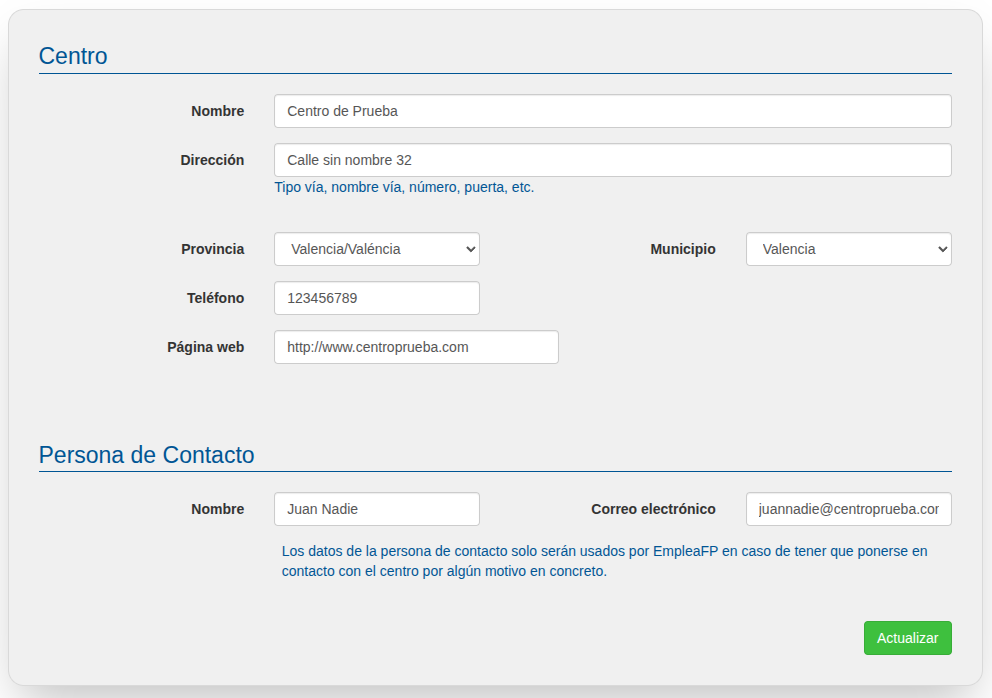 Centro
Nombre Centro de Prueba
Dirección Calle sin nombre 32
Tipo vía, nombre vía, número, puerta, etc.
Provincia Valencia/Valéncia Municipio Valencia
Teléfono 123456789
Página web http://www.centroprueba.com
Persona de Contacto
Nombre Juan Nadie Correo electrónico juannadie@centroprueba.cor
Los datos de la persona de contacto solo serán usados por EmpleaFP en caso de tener que ponerse en
contacto con el centro por algún motivo en concreto.
Actualizar